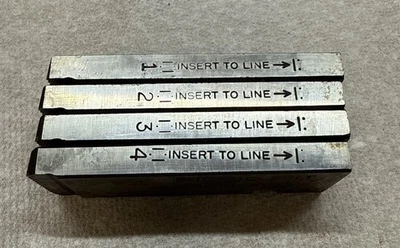 1 INSERT TO LINE →
2 INSERT TO LINE →
3 INSERT TO LINE →
4 INSERT TO LINE →